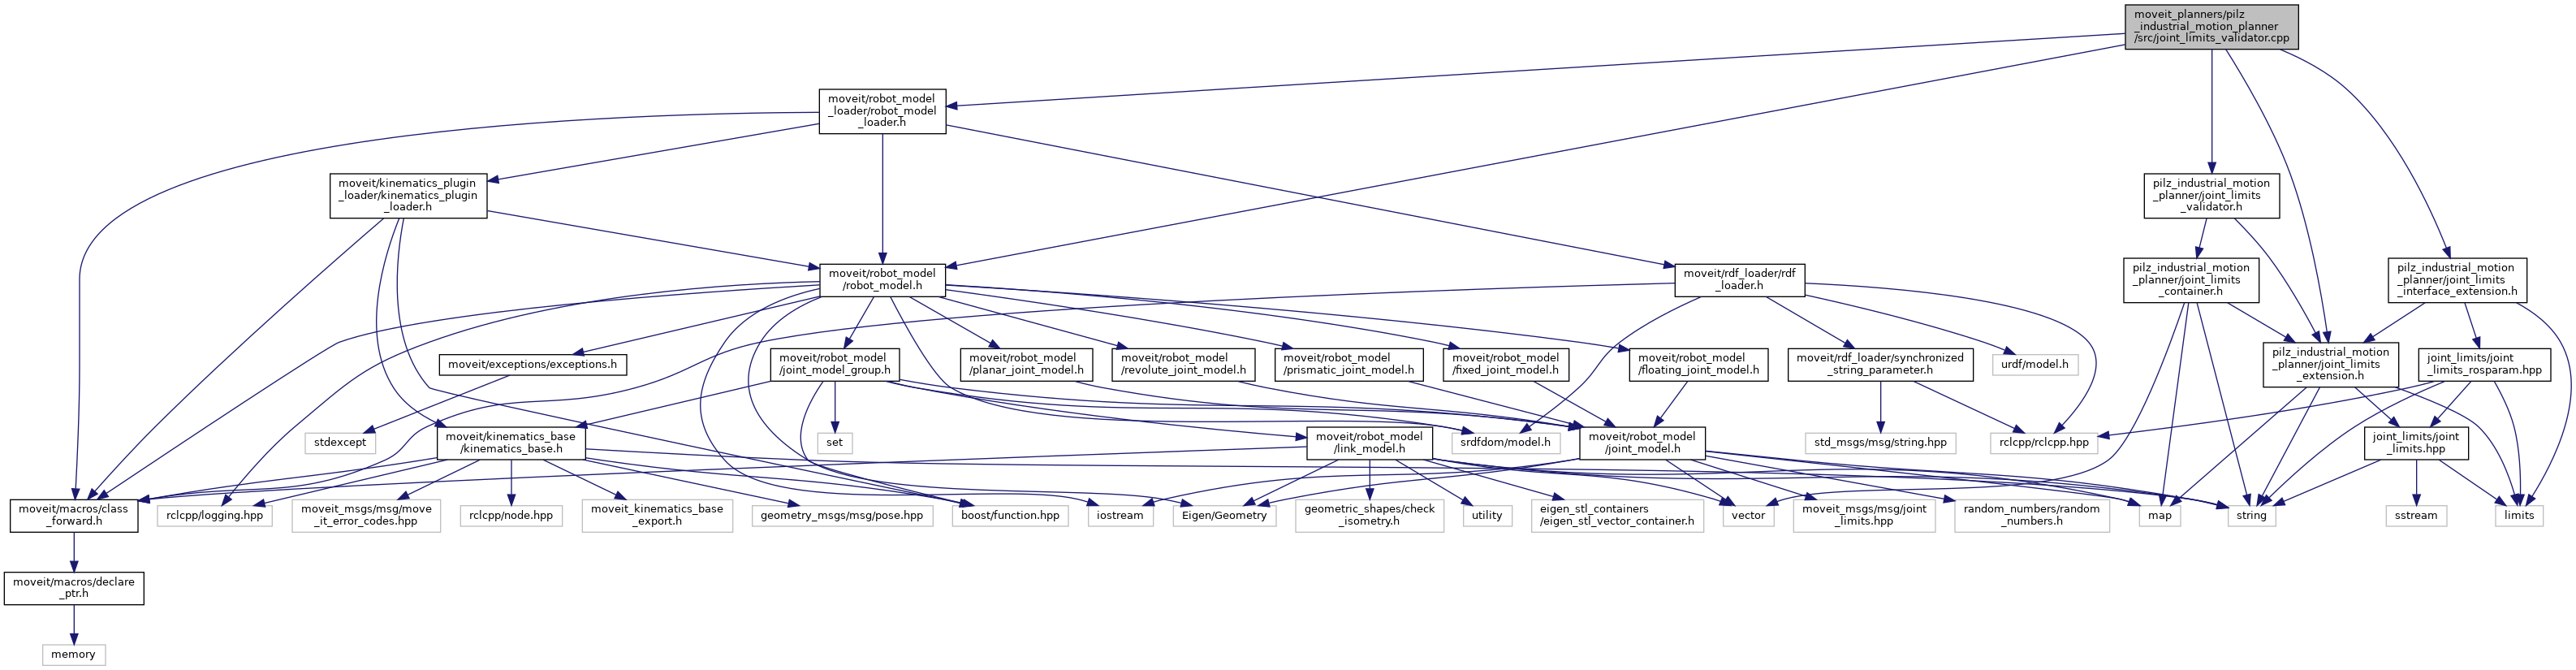 moveit_planners/pilz
_industrial_motion_planner
/src/joint_limits_validator.cpp
moveit/robot_model
_loader/robot_model
_loader.h
moveit/kinematics_plugin
_loader/kinematics_plugin
_loader.h
pilz_industrial_motion
_planner/joint_limits
_validator.h
moveit/robot_model
/robot_model.h
moveit/rdf_loader/rdf
_loader.h
pilz_industrial_motion
_planner/joint_limits
_container.h
pilz_industrial_motion
_planner/joint_limits
_interface_extension.h
moveit/exceptions/exceptions.h
moveit/robot_model
/joint_model_group.h
moveit/robot_model
/planar_joint_model.h
moveit/robot_model
/revolute_joint_model.h
moveit/robot_model
/prismatic_joint_model.h
moveit/robot_model
/fixed_joint_model.h
moveit/robot_model
/floating_joint_model.h
moveit/rdf_loader/synchronized
_string_parameter.h
urdf/model.h
pilz_industrial_motion
_planner/joint_limits
_extension.h
joint_limits/joint
_limits_rosparam.hpp
stdexcept
moveit/kinematics_base
/kinematics_base.h
set
srdfdom/model.h
moveit/robot_model
/link_model.h
moveit/robot_model
/joint_model.h
std_msgs/msg/string.hpp
rclcpp/rclcpp.hpp
joint_limits/joint
_limits.hpp
moveit/macros/class
_forward.h
rclcpp/logging.hpp
moveit_msgs/msg/move
_it_error_codes.hpp
rclcpp/node.hpp
moveit_kinematics_base
_export.h
geometry_msgs/msg/pose.hpp
boost/function.hpp
iostream
Eigen/Geometry
geometric_shapes/check
_isometry.h
utility
eigen_stl_containers
/eigen_stl_vector_container.h
vector
moveit_msgs/msg/joint
_limits.hpp
random_numbers/random
_numbers.h
map
string
sstream
limits
moveit/macros/declare
_ptr.h
memory